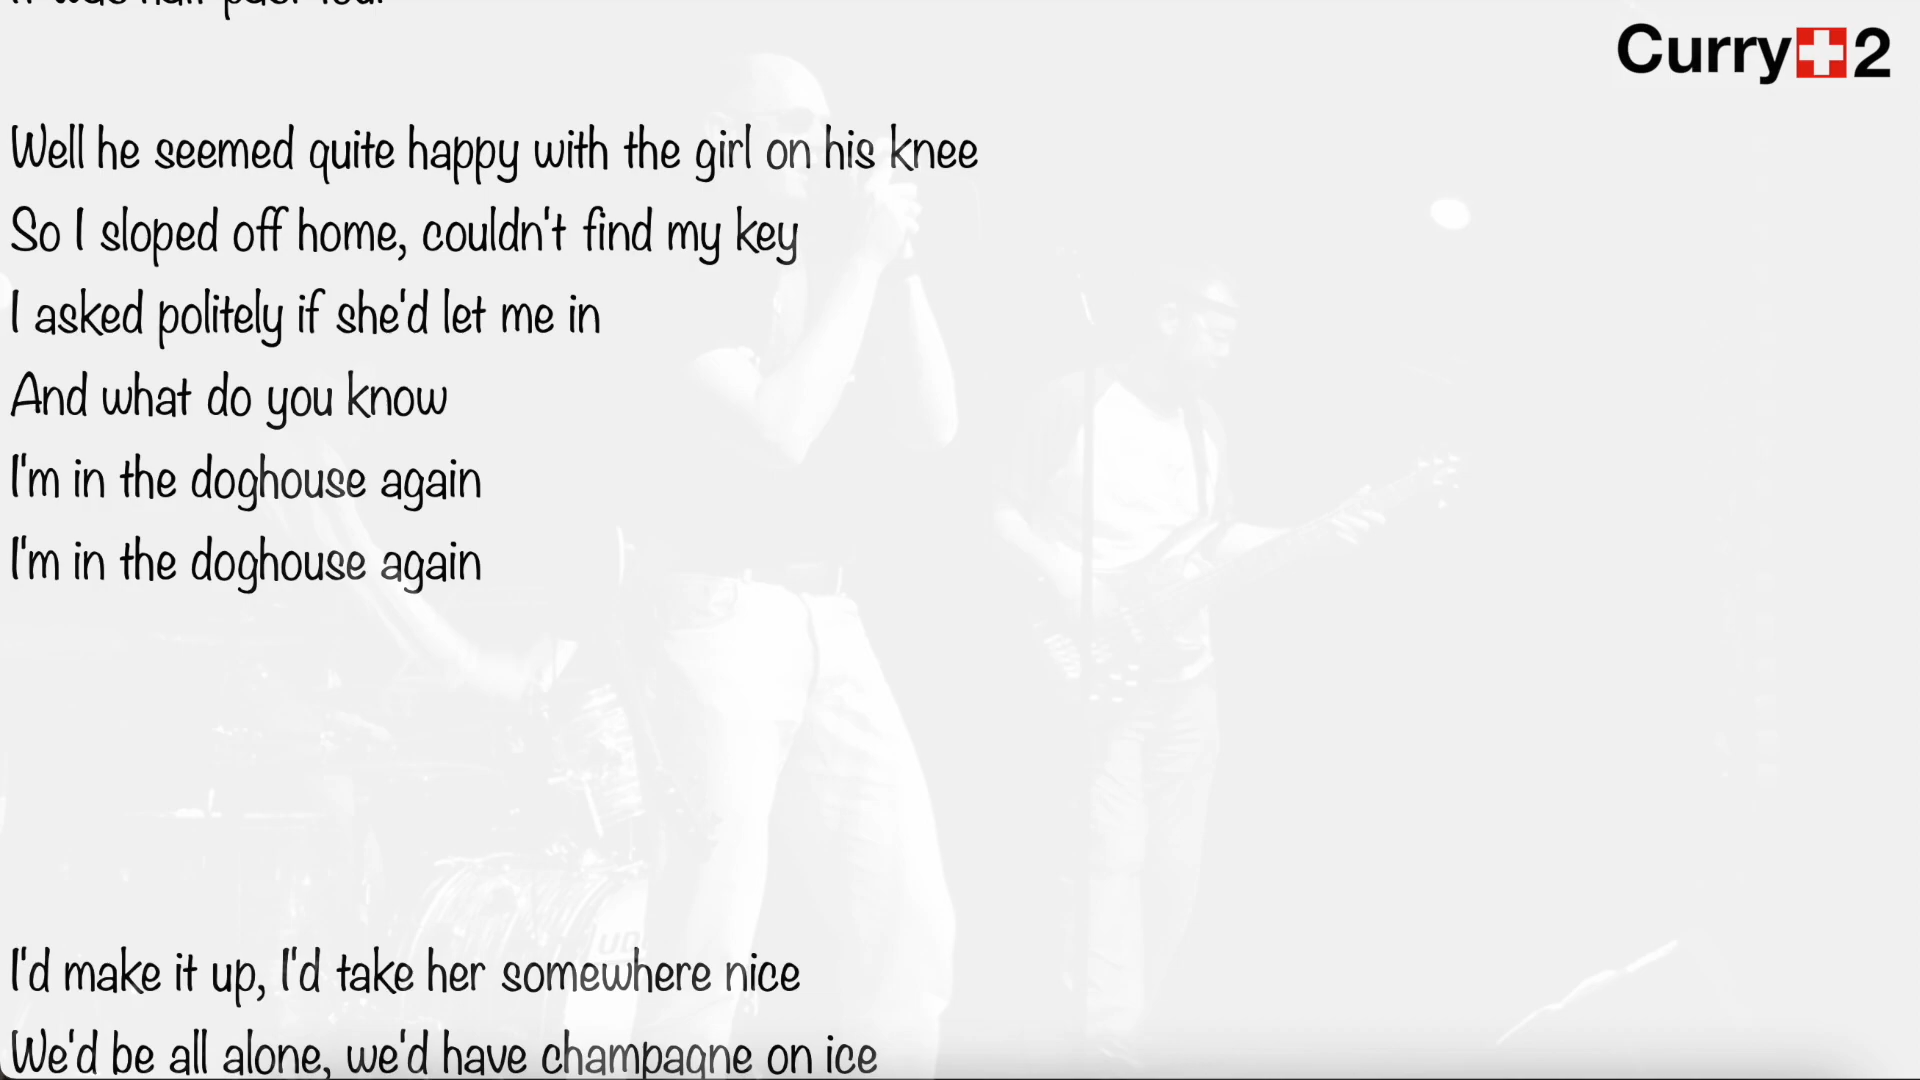 Curry+2
Well he seemed quite happy with the girl on his knee
So I sloped off home, couldn't find my key
I asked politely if she'd let me in
And what do you know
I'm in the doghouse again
I'm in the doghouse again
I'd make it up, I'd take her somewhere nice
We'd be all alone, we'd have champagne on ice